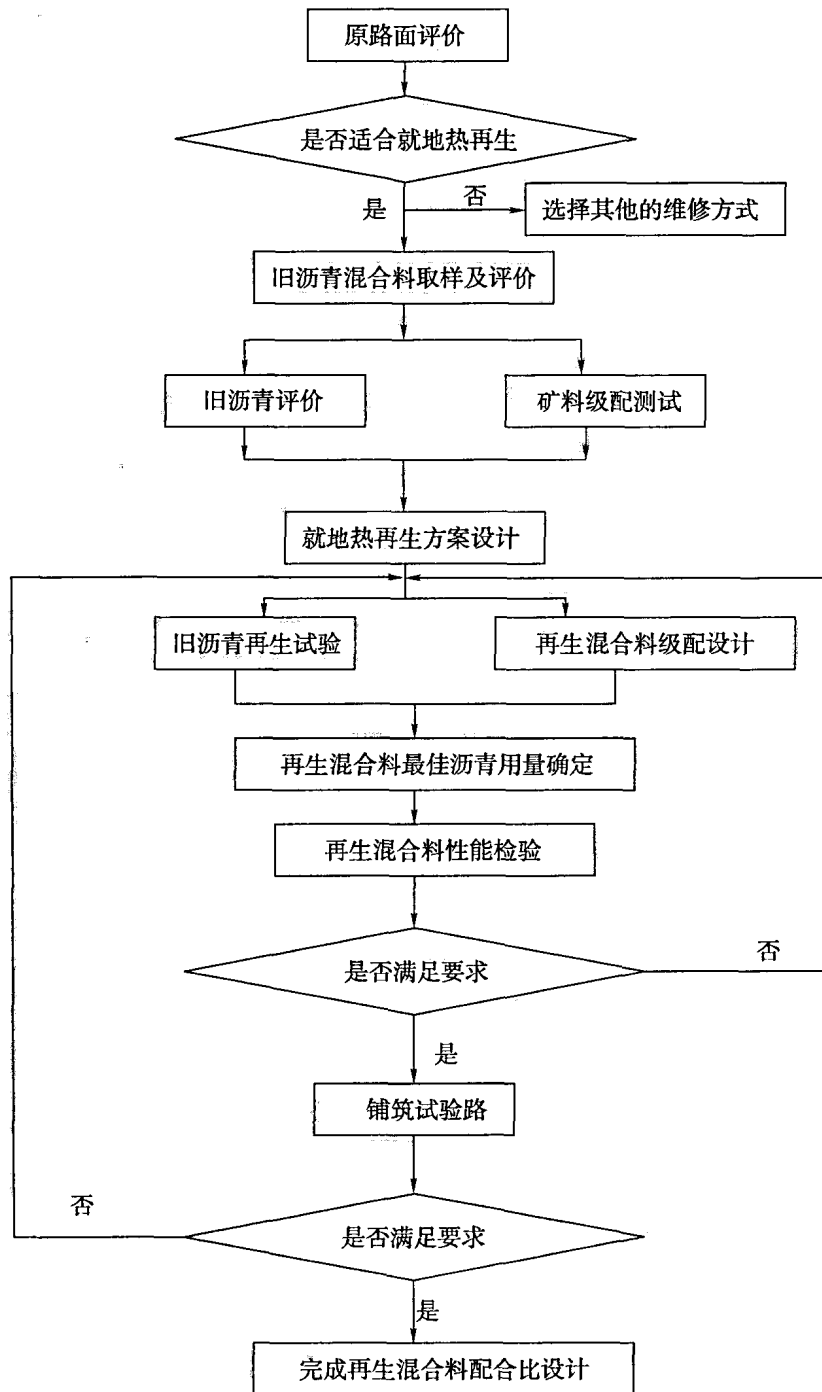 原路面评价
是否适合就地热再生
是
否
选择其他的维修方式
旧沥青混合料取样及评价
旧沥青评价
矿料级配测试
就地热再生方案设计
旧沥青再生试验
再生混合料级配设计
再生混合料最佳沥青用量确定
再生混合料性能检验
是否满足要求
否
是
铺筑试验路
否
是否满足要求
是
完成再生混合料配合比设计